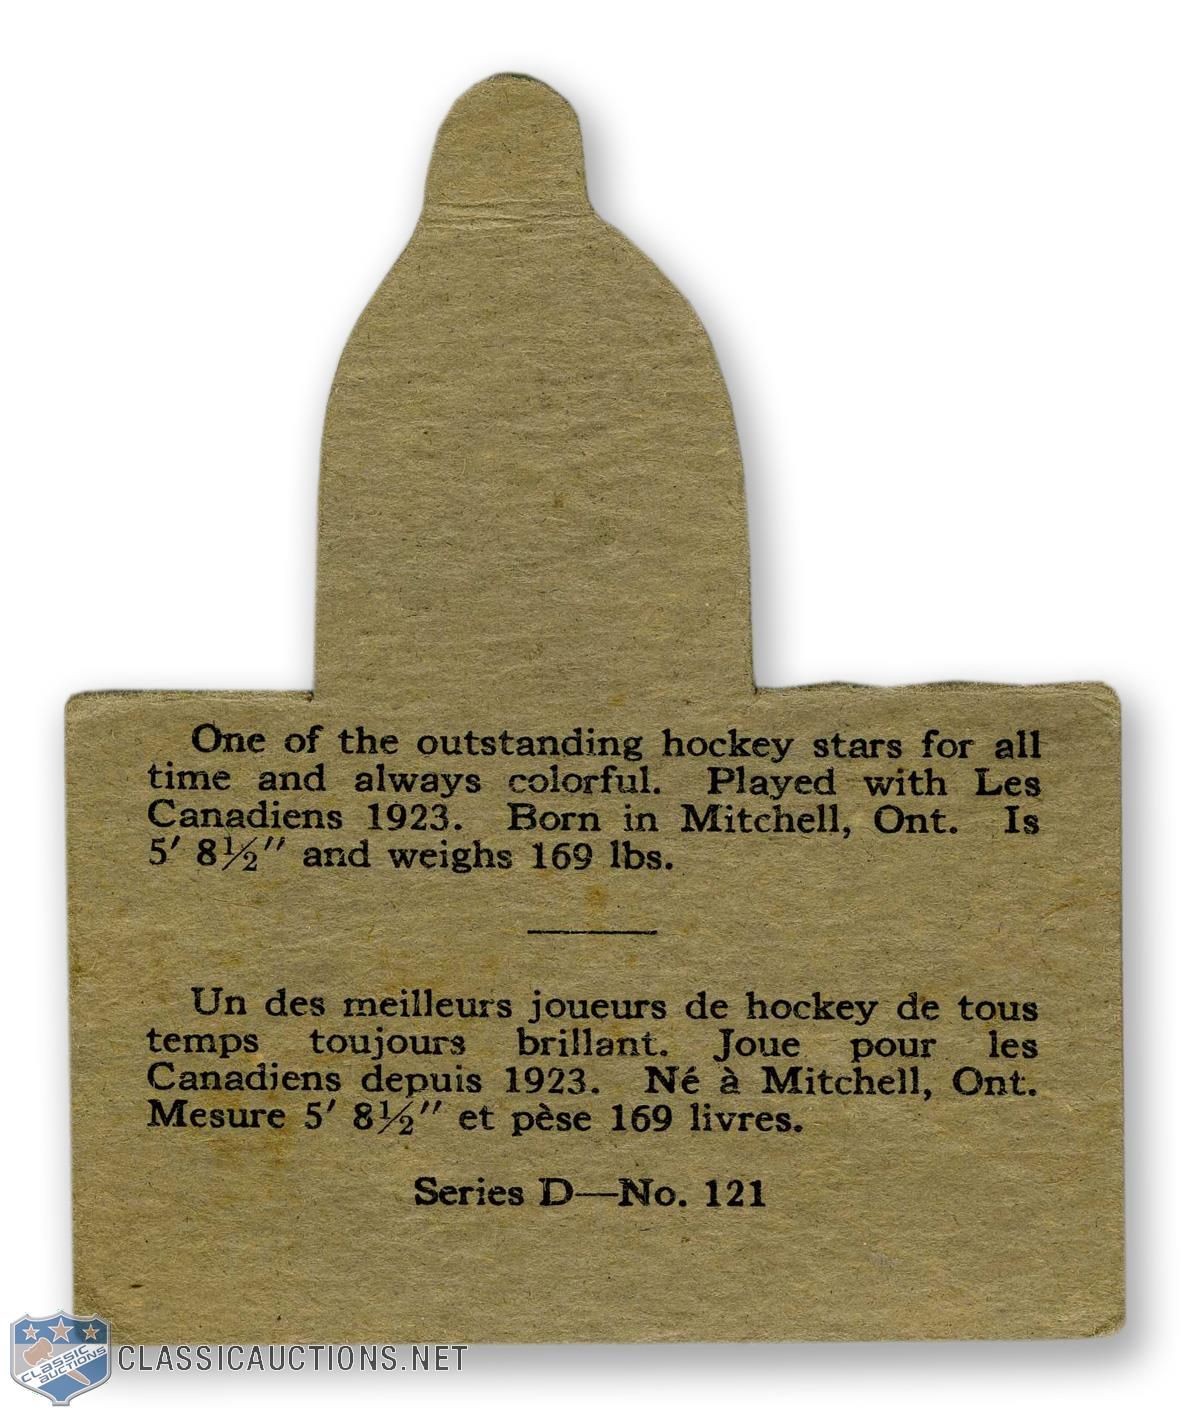 One of the outstanding hockey stars for all
time and always colorful. Played with Les
Canadiens 1923. Born in Mitchell, Ont. Is
5′ 8½″ and weighs 169 lbs.
Un des meilleurs joueurs de hockey de tous
temps toujours brillant. Joue pour les
Canadiens depuis 1923. Né à Mitchell, Ont.
Mesure 5′ 8½″ et pèse 169 livres.
Series D—No. 121
CLASSIC
AUCTIONS
CLASSICAUCTIONS.NET